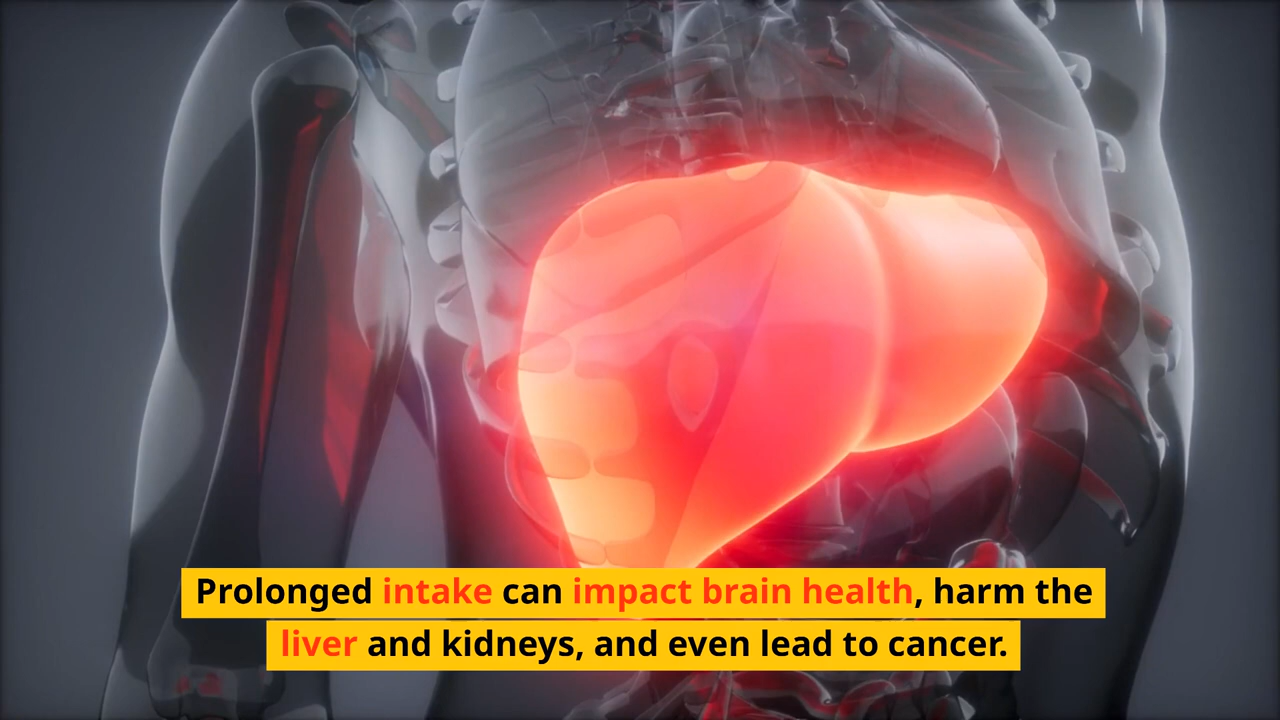 Prolonged intake can impact brain health, harm the
liver and kidneys, and even lead to cancer.